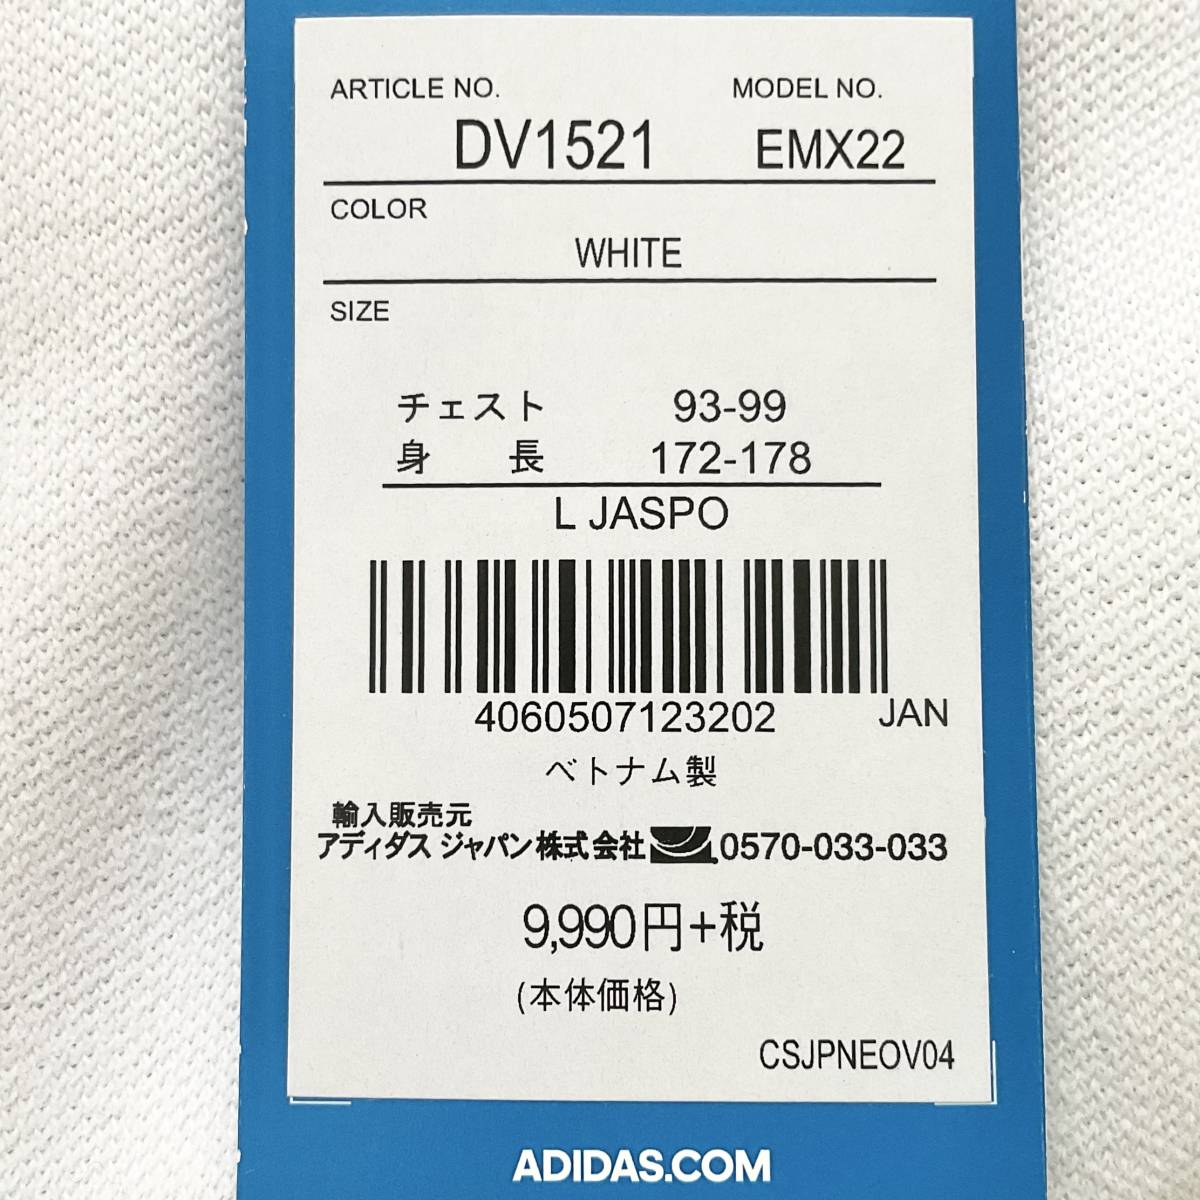 ARTICLE NO. MODEL NO.
DV1521 EMX22
COLOR
WHITE
SIZE
チェスト 93-99
身長 172-178
L JASPO
4060507123202 JAN
ベトナム製
輸入販売元
アディダス ジャパン株式会社 0570-033-033
9,990円+税
(本体価格)
CSJPNEOV04
ADIDAS.COM